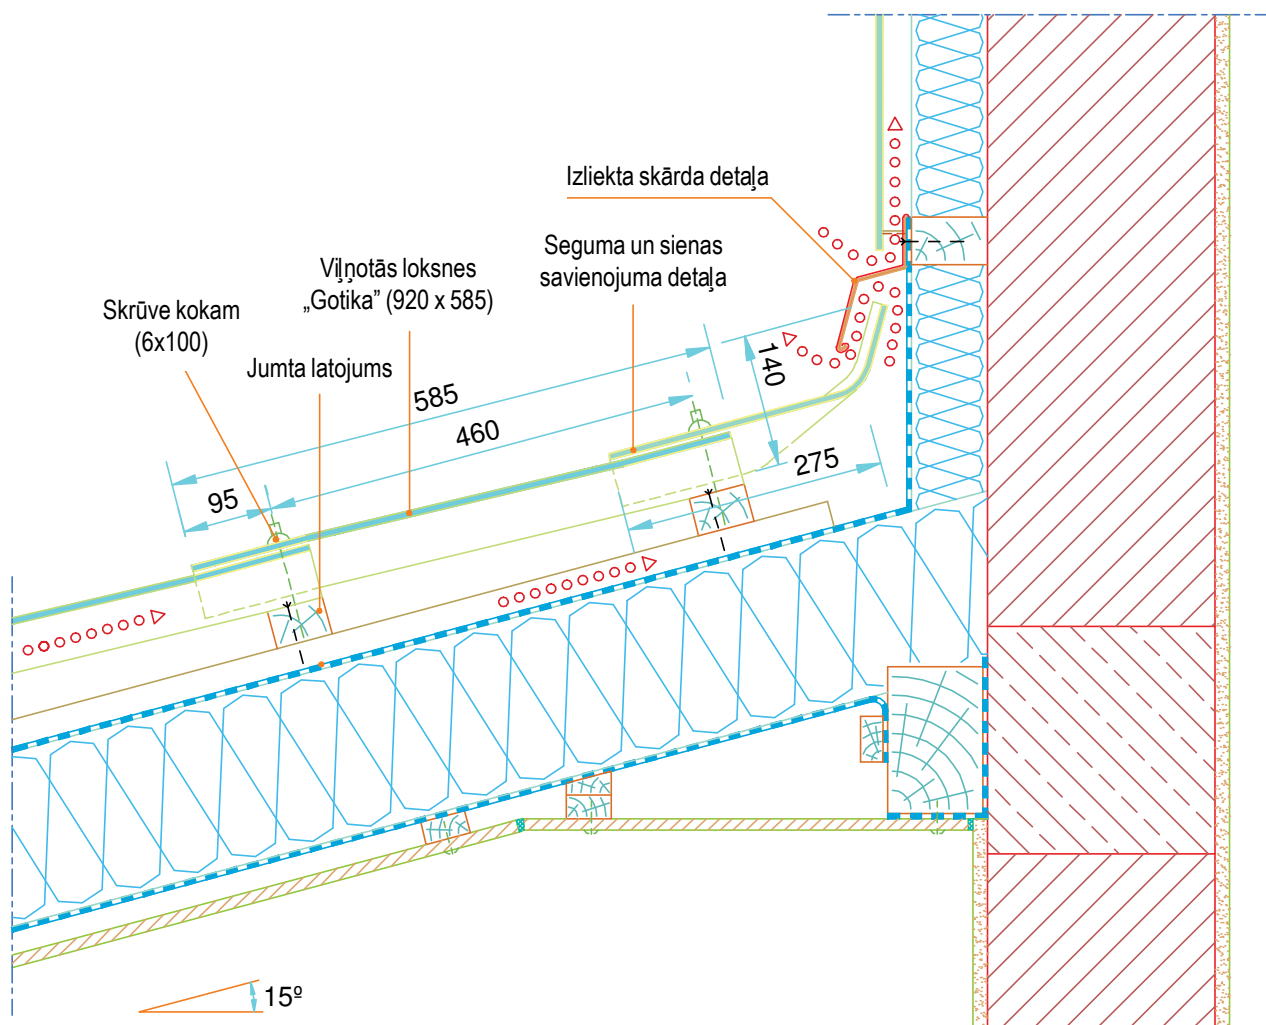 Izliekta skārda detaļa
Seguma un sienas
savienojuma detaļa
Viļņotās loksnes
„Gotika” (920 x 585)
Skrūve kokam
(6x100)
Jumta latojums
585
460
140
95
275
15º